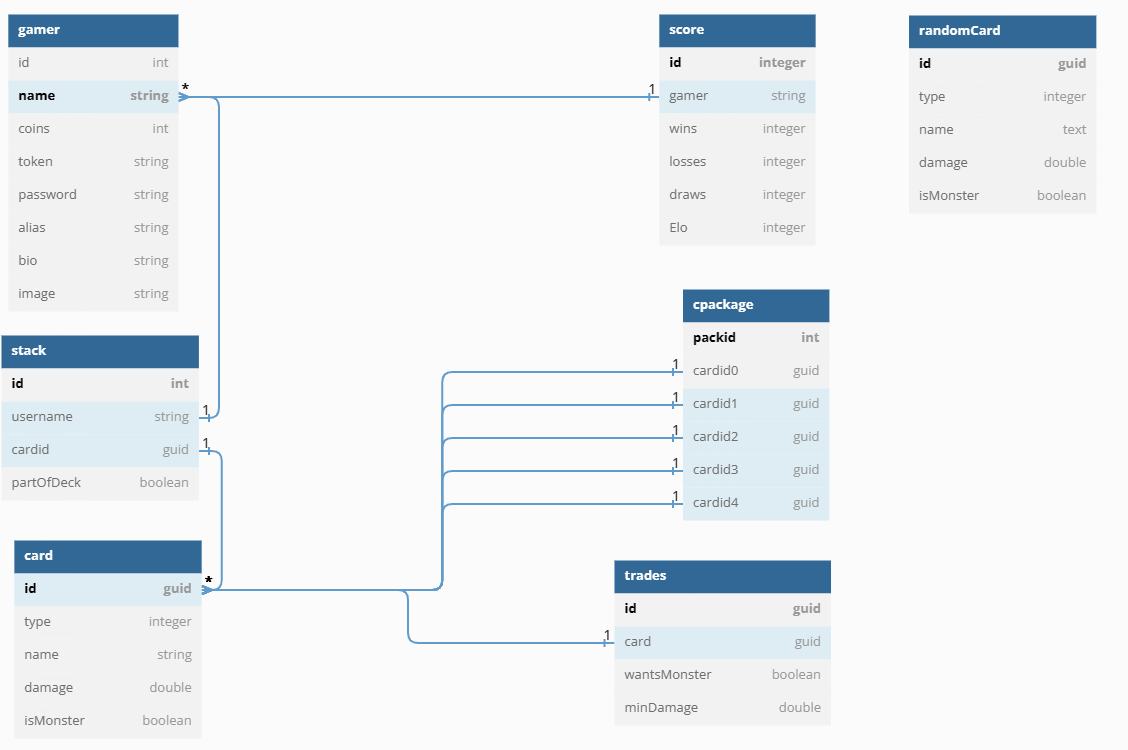 gamer
id int
* name string
coins int
token string
password string
alias string
bio string
image string
score
id integer
1 gamer string
wins integer
losses integer
draws integer
Elo integer
randomCard
id guid
type integer
name text
damage double
isMonster boolean
stack
id int
username string 1
cardid guid 1
partOfDeck boolean
cpackage
packid int
1 cardid0 guid
1 cardid1 guid
1 cardid2 guid
1 cardid3 guid
1 cardid4 guid
card
id guid *
type integer
name string
damage double
isMonster boolean
trades
id guid
1 card guid
wantsMonster boolean
minDamage double